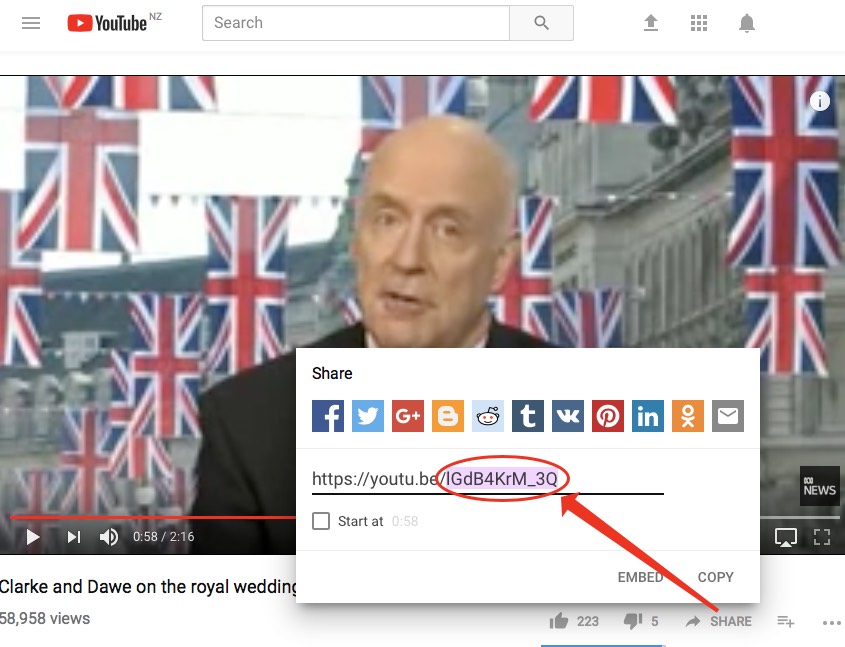 YouTube NZ
Search
Share
https://youtu.be/lGdB4KrM_3Q
Start at 0:58
EMBED COPY
NEWS
0:58 / 2:16
Clarke and Dawe on the royal wedding
58,958 views
223 5 SHARE